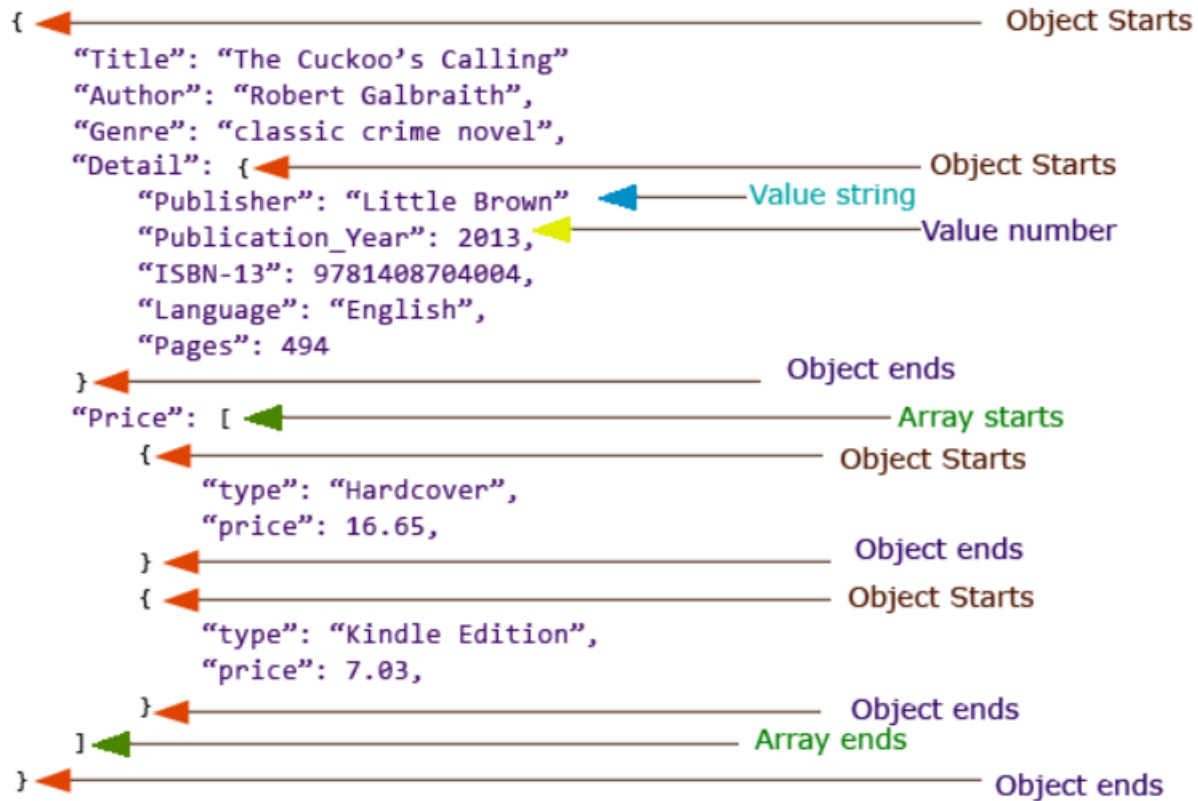 { Object Starts
“Title”: “The Cuckoo’s Calling”
“Author”: “Robert Galbraith”,
“Genre”: “classic crime novel”,
“Detail”: { Object Starts
“Publisher”: “Little Brown” Value string
“Publication_Year”: 2013, Value number
“ISBN-13”: 9781408704004,
“Language”: “English”,
“Pages”: 494
} Object ends
“Price”: [ Array starts
{ Object Starts
“type”: “Hardcover”,
“price”: 16.65,
} Object ends
{ Object Starts
“type”: “Kindle Edition”,
“price”: 7.03,
} Object ends
] Array ends
} Object ends